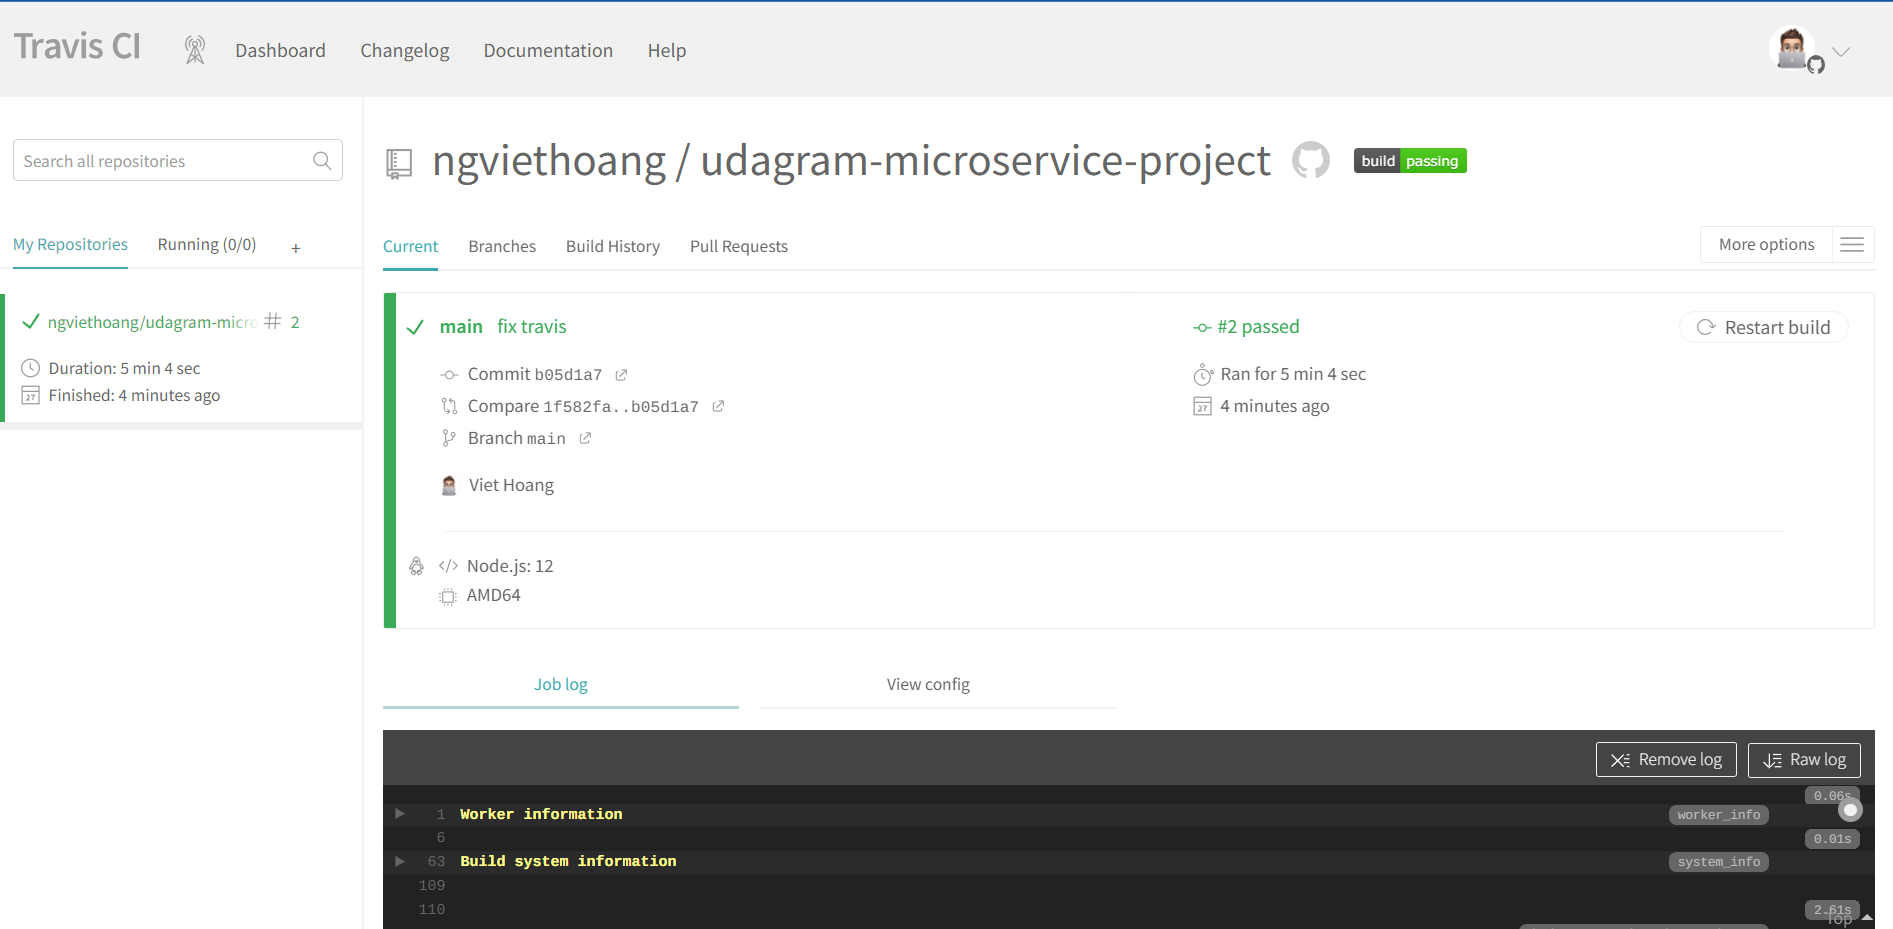 Travis CI
Dashboard
Changelog
Documentation
Help
Search all repositories
My Repositories
Running (0/0)
+
ngviethoang/udagram-micro # 2
Duration: 5 min 4 sec
27 Finished: 4 minutes ago
ngviethoang / udagram-microservice-project
build passing
Current
Branches
Build History
Pull Requests
More options
main fix travis
Commit b05d1a7
Compare 1f582fa..b05d1a7
Branch main
Viet Hoang
#2 passed
Ran for 5 min 4 sec
27 4 minutes ago
Restart build
</> Node.js: 12
AMD64
Job log
View config
Remove log
Raw log
0.06s
1 Worker information worker_info
6 0.01s
63 Build system information system_info
109
110 2.61s
Top